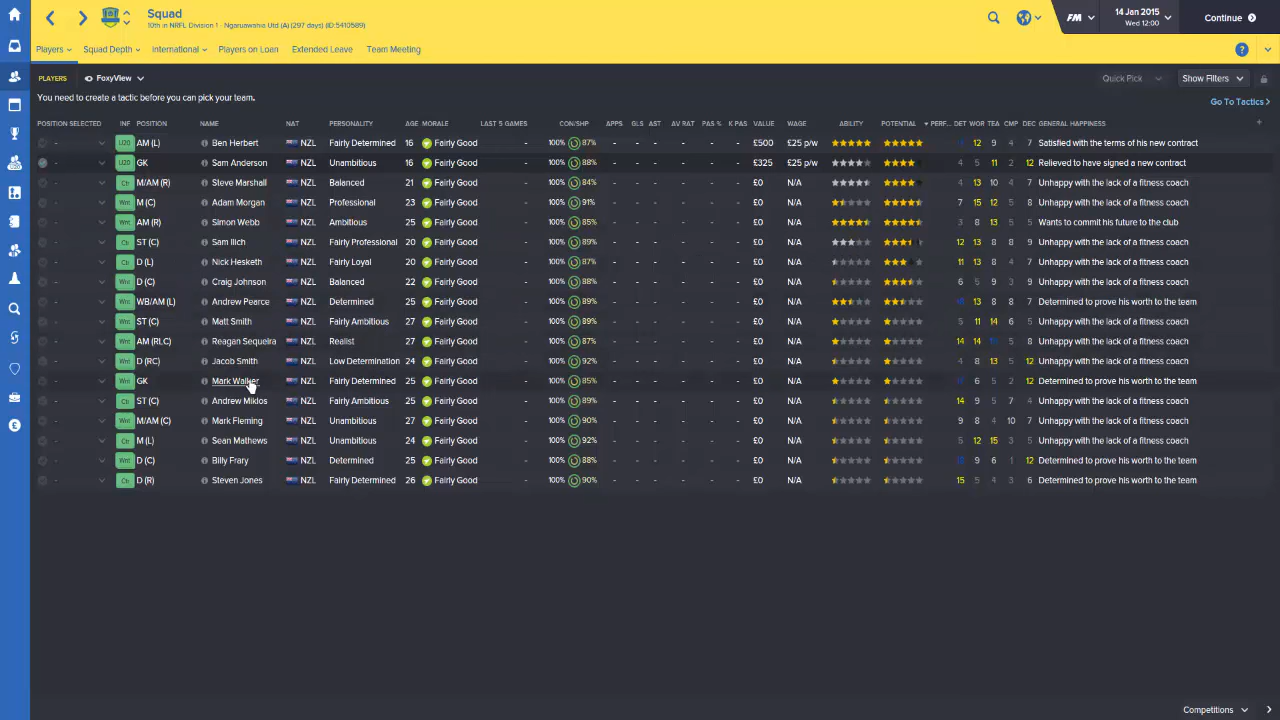 Squad
10th in NRFL Division 1 - Ngaruawahia Utd (A) (297 days) (ID:5410589)
FM
14 Jan 2015
Wed 12:00
Continue
Players Squad Depth International Players on Loan Extended Leave Team Meeting
PLAYERS FoxyView Quick Pick Show Filters
You need to create a tactic before you can pick your team.
Go To Tactics
POSITION SELECTED INF POSITION NAME NAT PERSONALITY AGE MORALE LAST 5 GAMES CON/SHP APPS GLS AST AV RAT PAS % K PAS VALUE WAGE ABILITY POTENTIAL PERF... DET WOR TEA CMP DEC GENERAL HAPPINESS
- U20 AM (L) Ben Herbert NZL Fairly Determined 16 Fairly Good - 100% 87% - - - - - - £500 £25 p/w 12 9 4 7 Satisfied with the terms of his new contract
- U20 GK Sam Anderson NZL Unambitious 16 Fairly Good - 100% 88% - - - - - - £325 £25 p/w 4 5 11 2 12 Relieved to have signed a new contract
- Ctr M/AM (R) Steve Marshall NZL Balanced 21 Fairly Good - 100% 84% - - - - - - £0 N/A 4 13 10 4 7 Unhappy with the lack of a fitness coach
- Wnt M (C) Adam Morgan NZL Professional 23 Fairly Good - 100% 91% - - - - - - £0 N/A 7 15 12 5 8 Unhappy with the lack of a fitness coach
- Wnt AM (R) Simon Webb NZL Ambitious 25 Fairly Good - 100% 85% - - - - - - £0 N/A 3 8 13 5 5 Wants to commit his future to the club
- Ctr ST (C) Sam Ilich NZL Fairly Professional 20 Fairly Good - 100% 89% - - - - - - £0 N/A 12 13 8 8 9 Unhappy with the lack of a fitness coach
- Ctr D (L) Nick Hesketh NZL Fairly Loyal 20 Fairly Good - 100% 87% - - - - - - £0 N/A 11 13 8 4 7 Unhappy with the lack of a fitness coach
- Wnt D (C) Craig Johnson NZL Balanced 22 Fairly Good - 100% 88% - - - - - - £0 N/A 6 5 9 3 9 Unhappy with the lack of a fitness coach
- Wnt WB/AM (L) Andrew Pearce NZL Determined 25 Fairly Good - 100% 89% - - - - - - £0 N/A 13 8 8 7 Determined to prove his worth to the team
- Wnt ST (C) Matt Smith NZL Fairly Ambitious 27 Fairly Good - 100% 89% - - - - - - £0 N/A 5 11 14 6 5 Unhappy with the lack of a fitness coach
- Wnt AM (RLC) Reagan Sequeira NZL Realist 27 Fairly Good - 100% 87% - - - - - - £0 N/A 14 14 5 8 Unhappy with the lack of a fitness coach
- Wnt D (RC) Jacob Smith NZL Low Determination 24 Fairly Good - 100% 92% - - - - - - £0 N/A 4 8 13 5 12 Unhappy with the lack of a fitness coach
- Wnt GK Mark Walker NZL Fairly Determined 25 Fairly Good - 100% 85% - - - - - - £0 N/A 6 5 2 12 Determined to prove his worth to the team
- Ctr ST (C) Andrew Miklos NZL Fairly Ambitious 25 Fairly Good - 100% 89% - - - - - - £0 N/A 14 9 5 7 4 Unhappy with the lack of a fitness coach
- Wnt M/AM (C) Mark Fleming NZL Unambitious 27 Fairly Good - 100% 90% - - - - - - £0 N/A 9 8 4 10 7 Unhappy with the lack of a fitness coach
- Ctr M (L) Sean Mathews NZL Unambitious 24 Fairly Good - 100% 92% - - - - - - £0 N/A 5 12 15 3 5 Unhappy with the lack of a fitness coach
- Wnt D (C) Billy Frary NZL Determined 25 Fairly Good - 100% 88% - - - - - - £0 N/A 9 6 1 12 Determined to prove his worth to the team
- Ctr D (R) Steven Jones NZL Fairly Determined 26 Fairly Good - 100% 90% - - - - - - £0 N/A 15 5 4 3 6 Determined to prove his worth to the team
Competitions